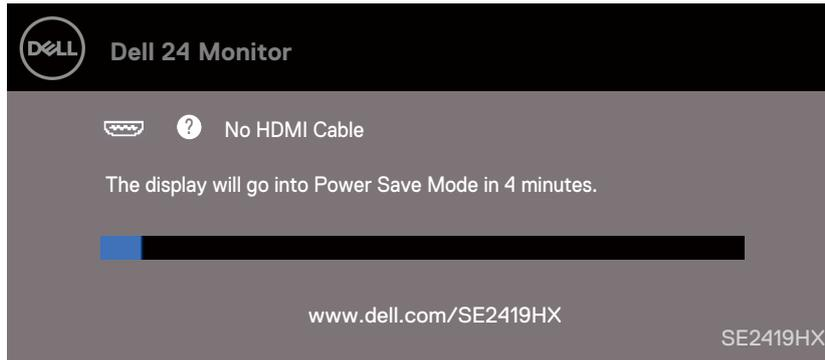 DELL
Dell 24 Monitor
? No HDMI Cable
The display will go into Power Save Mode in 4 minutes.
www.dell.com/SE2419HX
SE2419HX